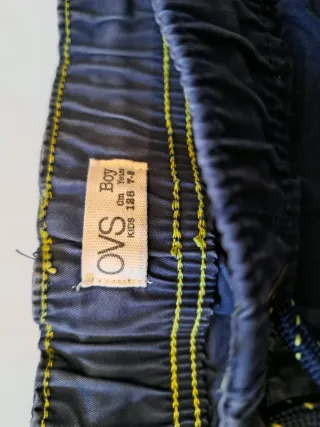 OVS Boy
KIDS Cm Years
128 7-8